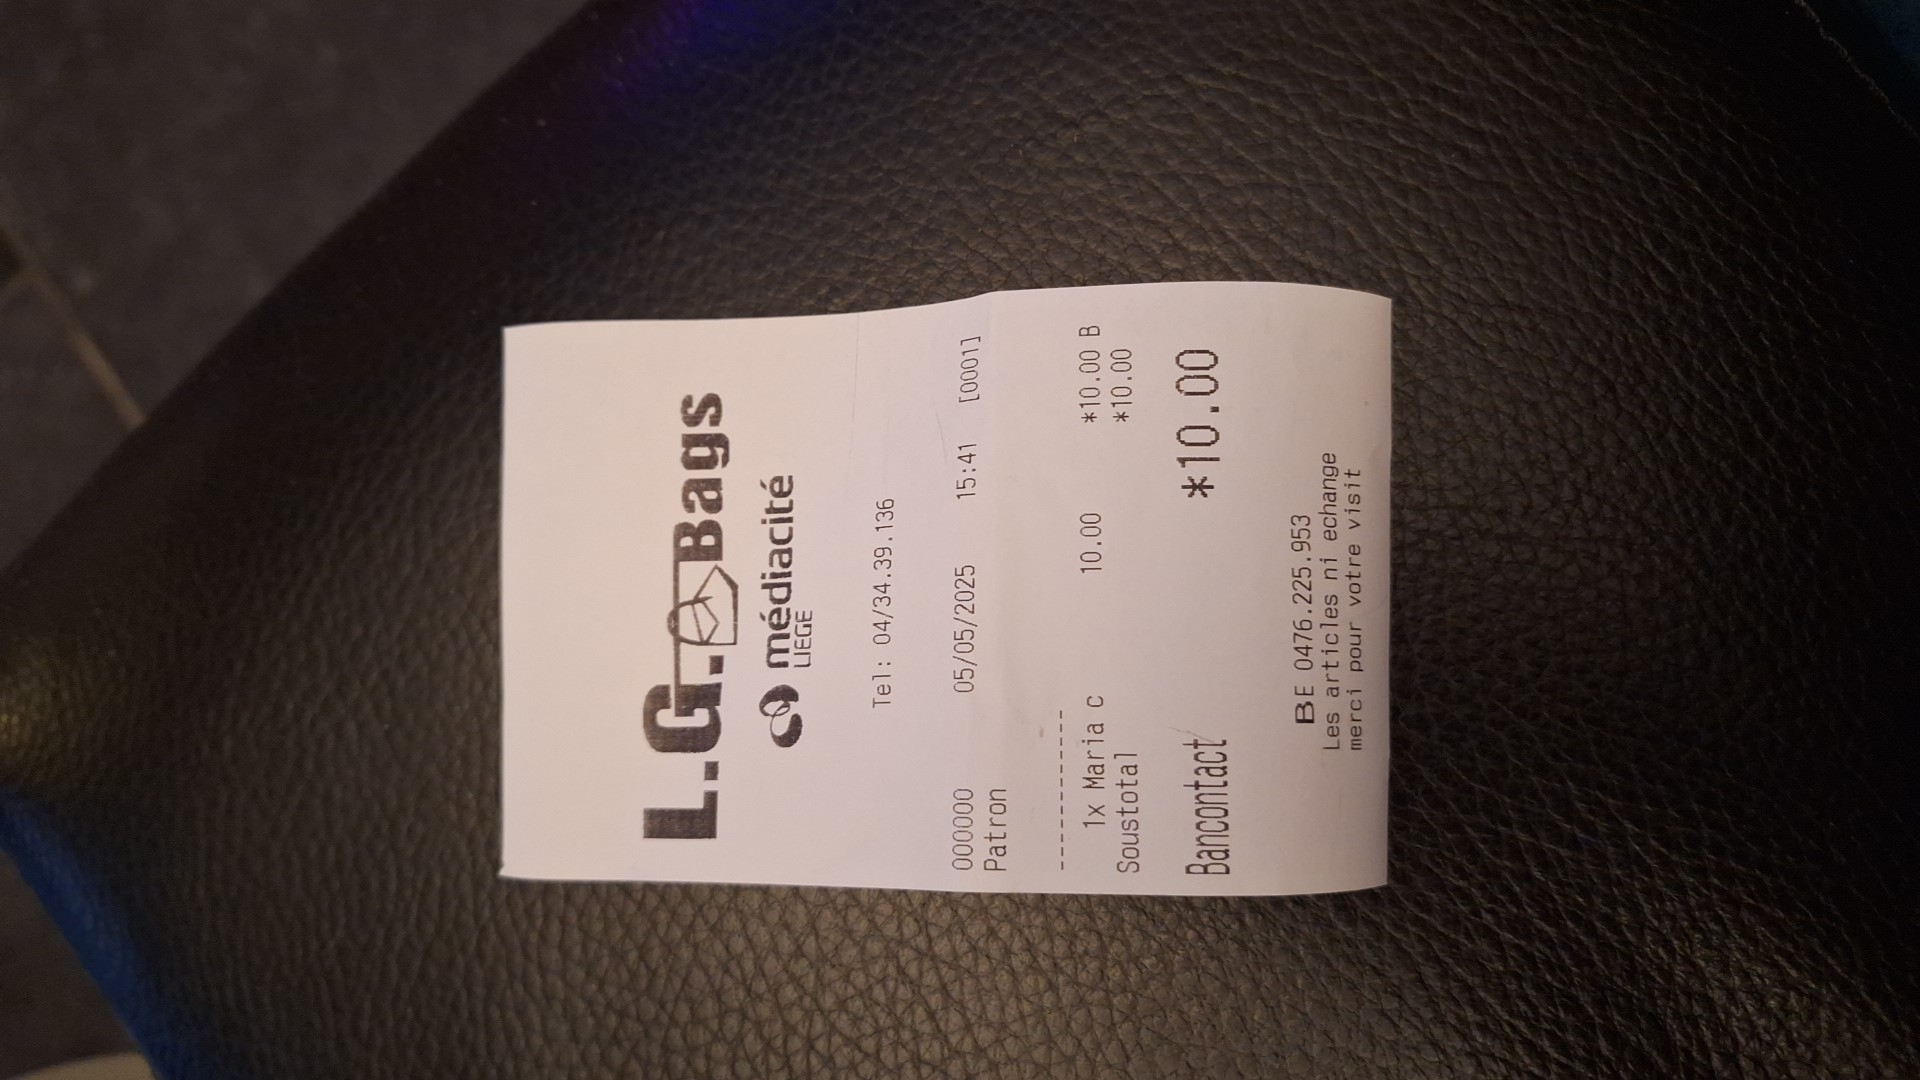 L.G. Bags
médiacité
LIEGE
Tel: 04/34.39.136
000000 05/05/2025 15:41 [0001]
Patron
------------
1x Maria c 10.00 *10.00 B
Soustotal *10.00
Bancontact *10.00
BE 0476.225.953
Les articles ni echange
merci pour votre visit